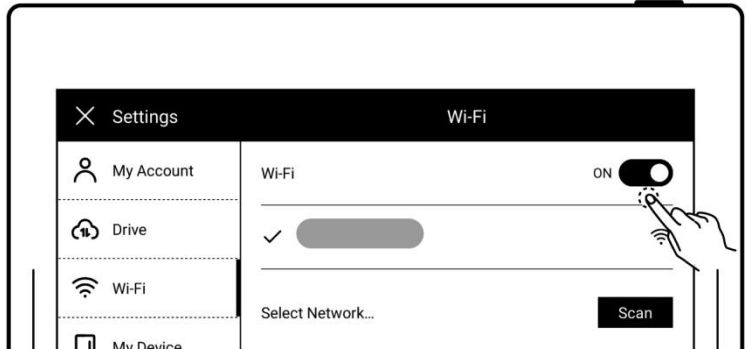 Settings
Wi-Fi
My Account
Wi-Fi
ON
Drive
Wi-Fi
Select Network...
Scan
My Device